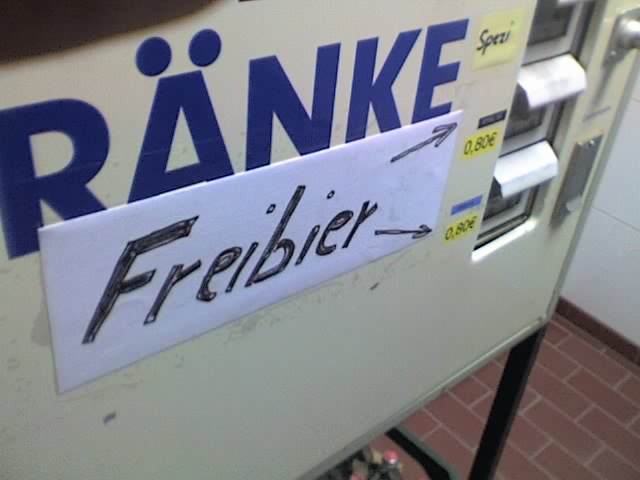 RÄNKE
Spezi
Freibier
0,80€
0,80€